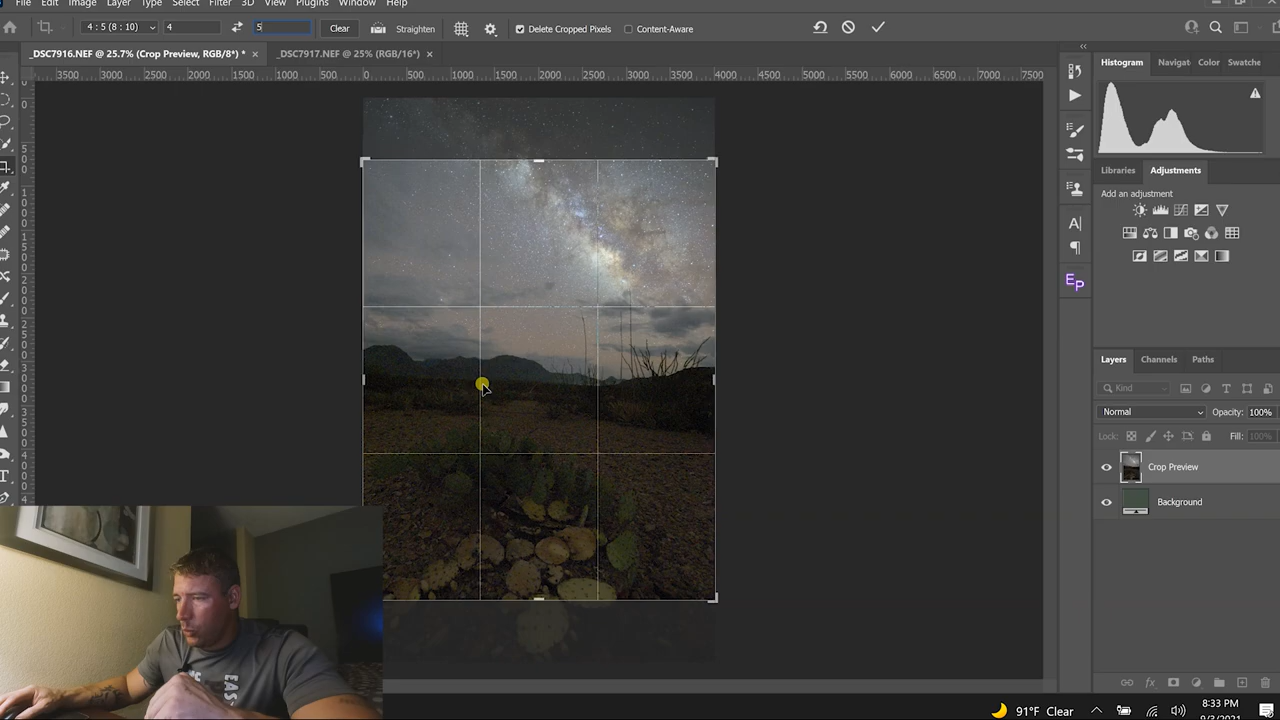 File Edit Image Layer Type Select Filter 3D View Plugins Window Help
4 : 5 (8 : 10) 4 5 Clear Straighten Delete Cropped Pixels Content-Aware
_DSC7916.NEF @ 25.7% (Crop Preview, RGB/8*) * × _DSC7917.NEF @ 25% (RGB/16*) ×
3500 3000 2500 2000 1500 1000 500 0 500 1000 1500 2000 2500 3000 3500 4000 4500 5000 5500 6000 6500 7000 7500
Histogram Navigat Color Swatche
Libraries Adjustments
Add an adjustment
A|
Ep
Layers Channels Paths
Kind
Normal Opacity: 100%
Lock: Fill: 100%
Crop Preview
Background
EAS
91°F Clear 8:33 PM